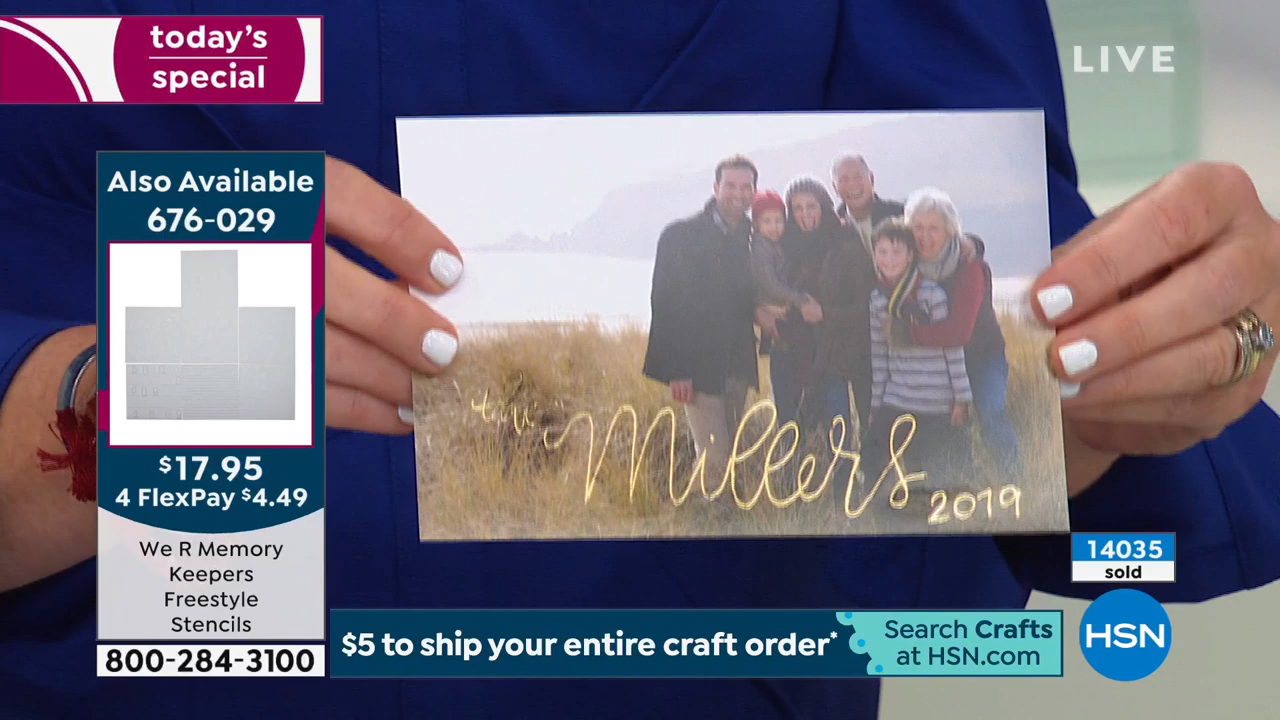 today's
special
LIVE
Also Available
676-029
$17.95
4 FlexPay $4.49
We R Memory
Keepers
Freestyle
Stencils
800-284-3100
the Millers
2019
14035
sold
$5 to ship your entire craft order*
Search Crafts
at HSN.com
HSN